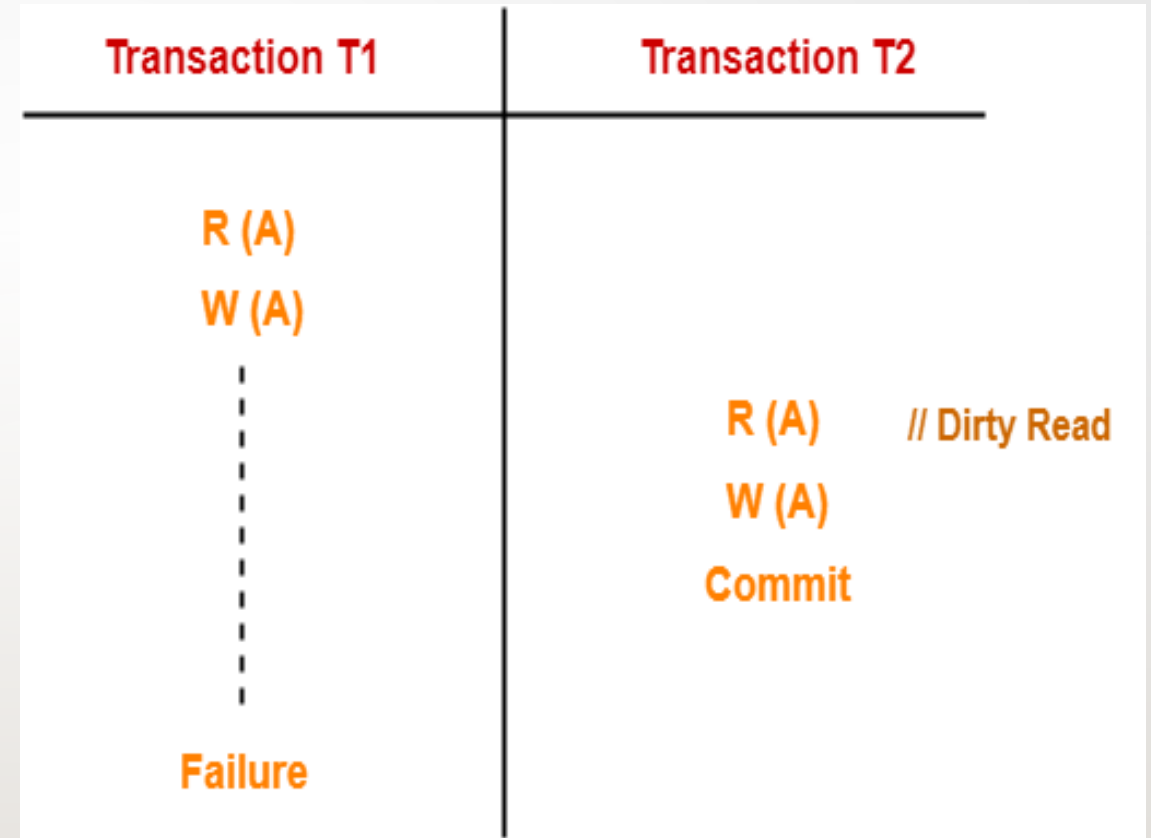 Transaction T1 Transaction T2
R (A)
W (A)
R (A) // Dirty Read
W (A)
Commit
Failure